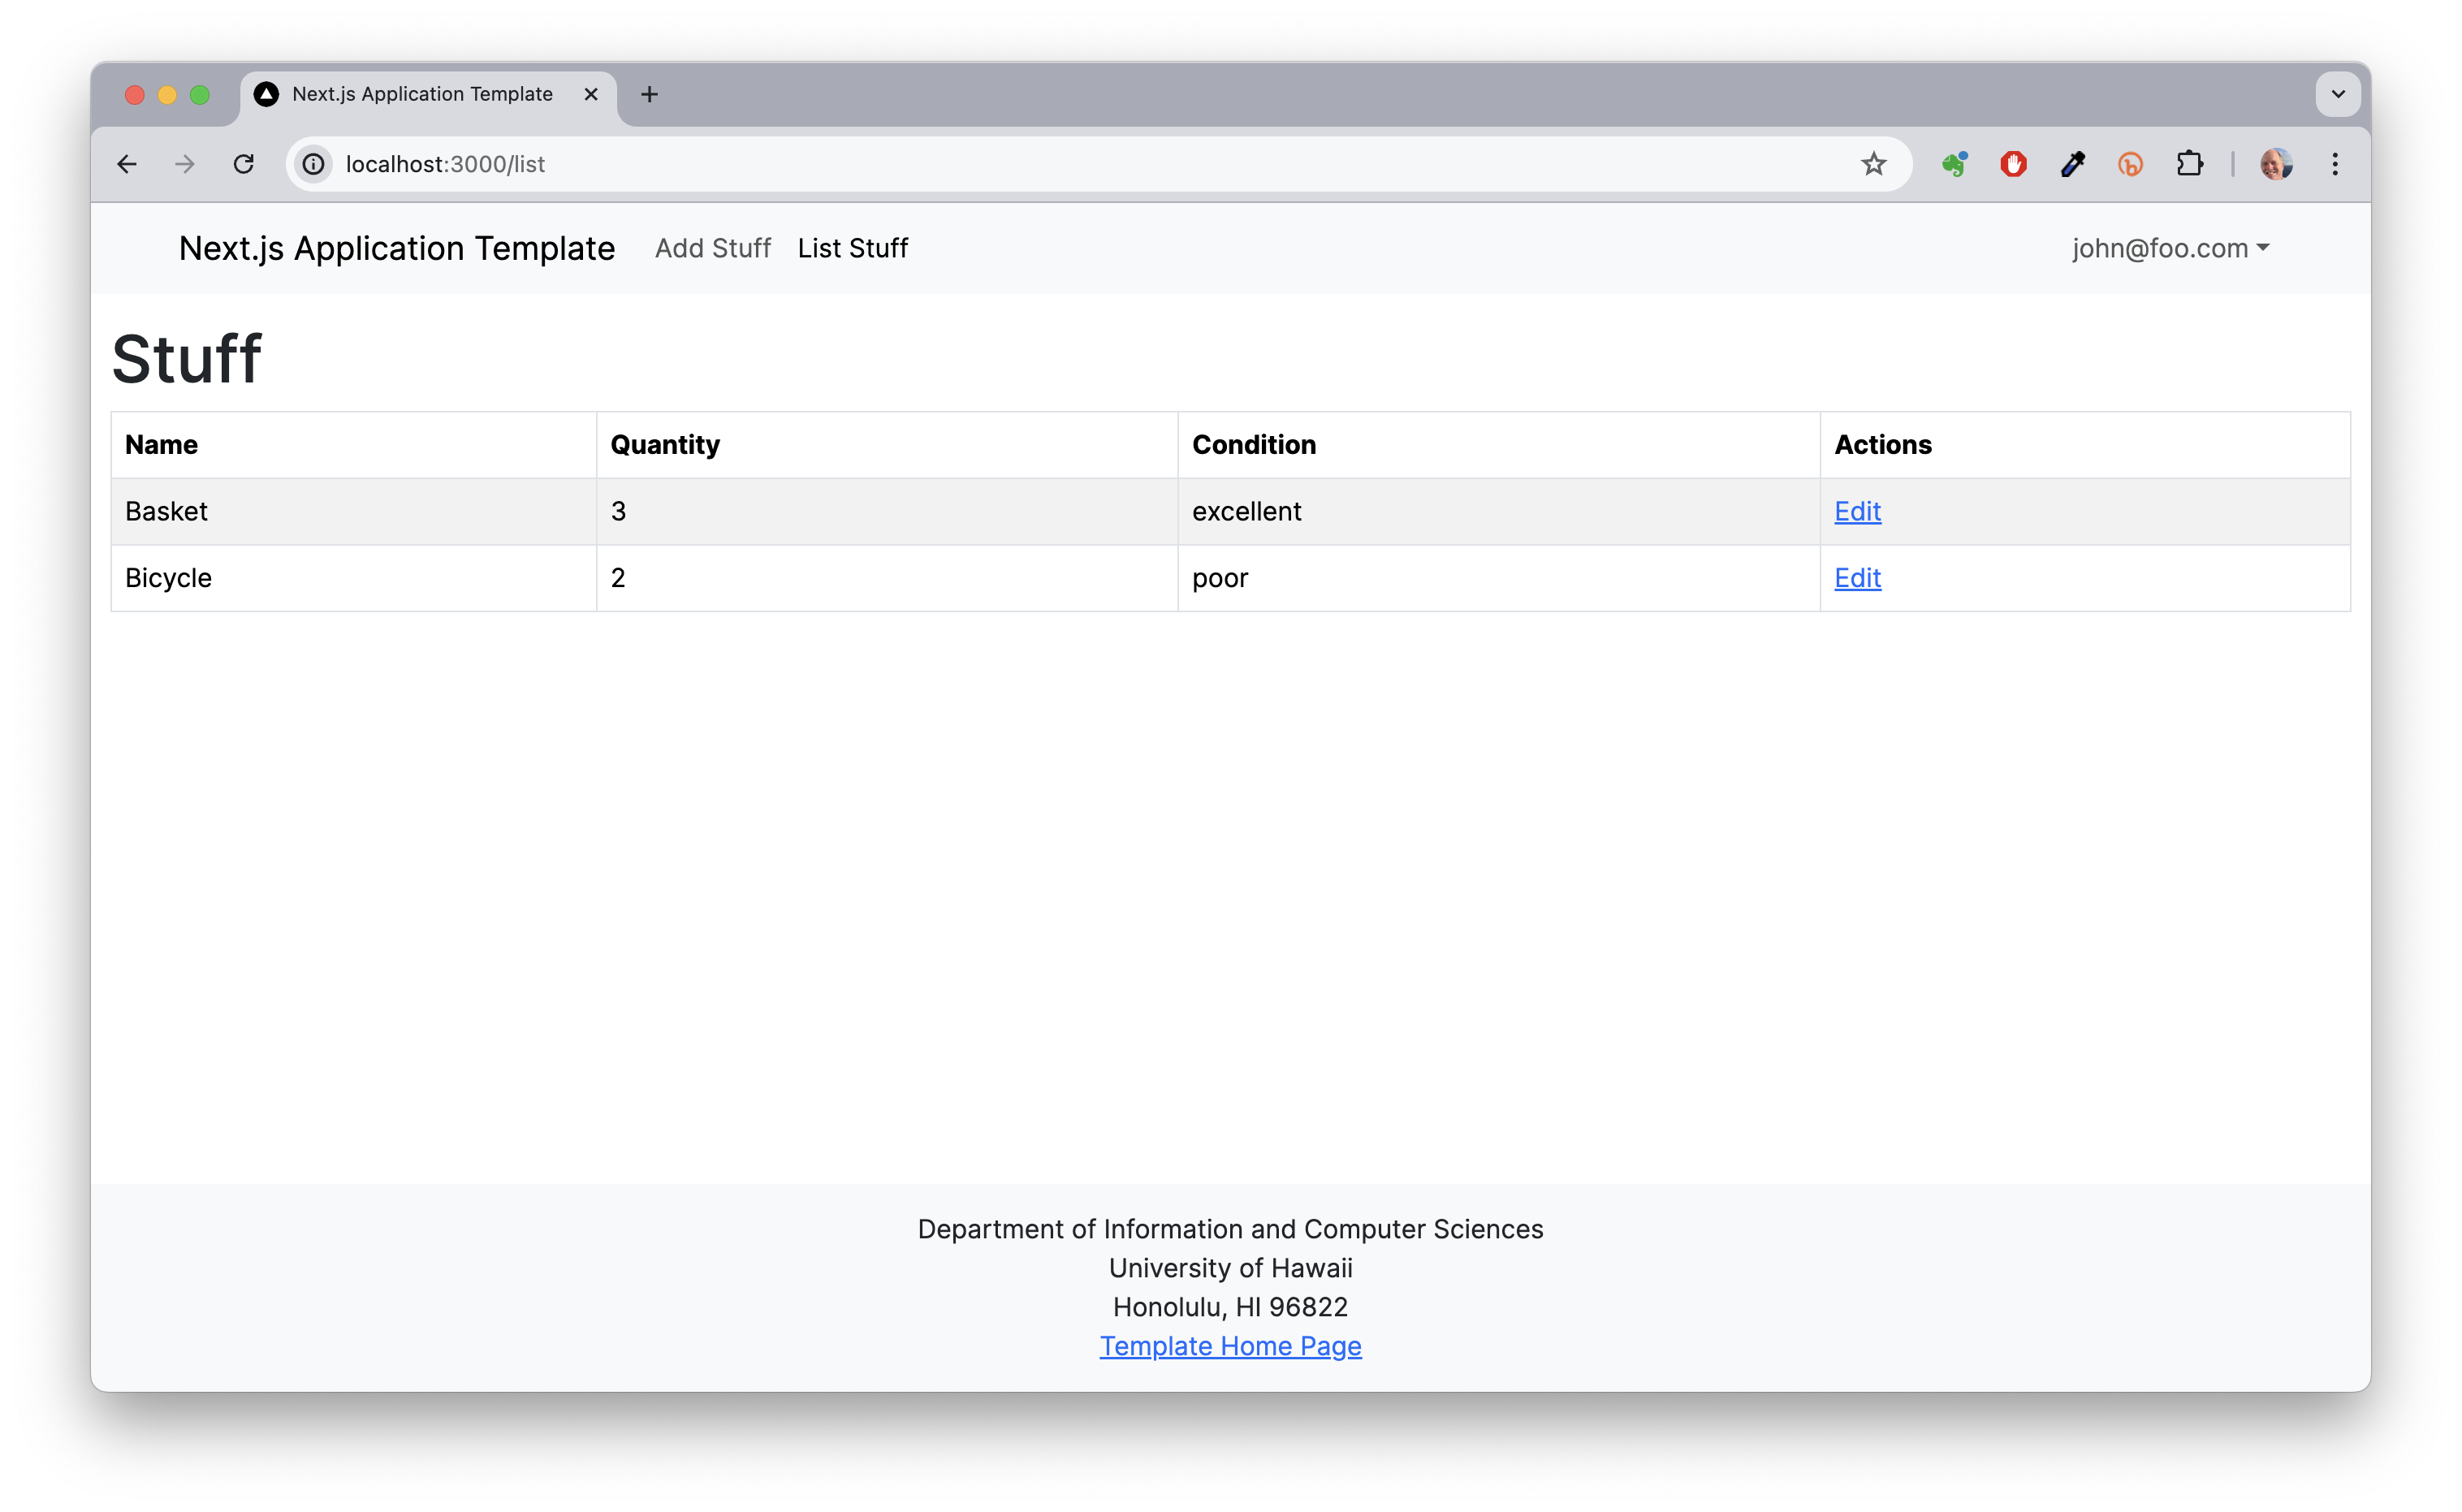 Next.js Application Template
localhost:3000/list
Next.js Application Template Add Stuff List Stuff john@foo.com
Stuff
Name Quantity Condition Actions
Basket 3 excellent Edit
Bicycle 2 poor Edit
Department of Information and Computer Sciences
University of Hawaii
Honolulu, HI 96822
Template Home Page